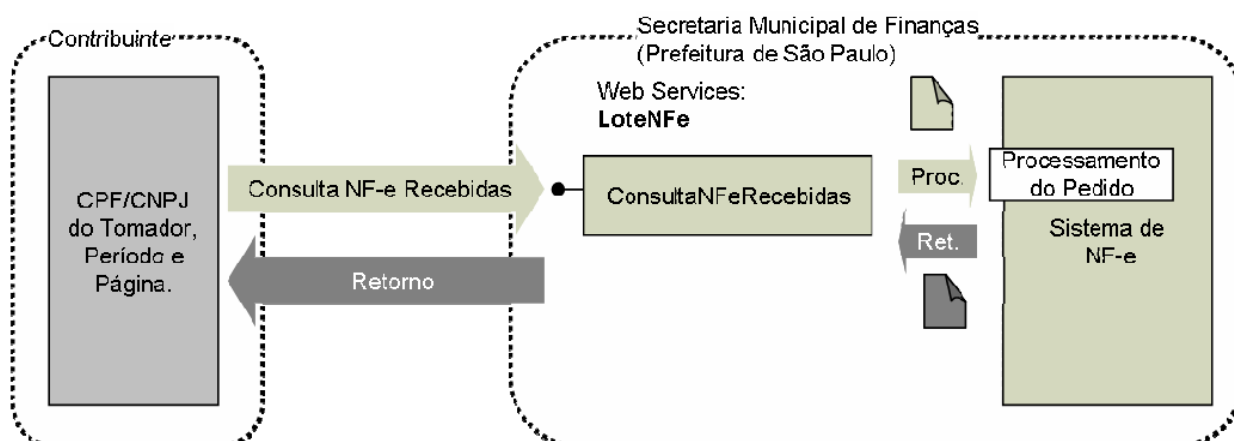 Contribuinte
Secretaria Municipal de Finanças
(Prefeitura de São Paulo)
Web Services:
LoteNFe
CPF/CNPJ
do Tomador,
Período e
Página.
Consulta NF-e Recebidas
Retorno
ConsultaNFeRecebidas
Proc.
Ret.
Processamento
do Pedido
Sistema de
NF-e